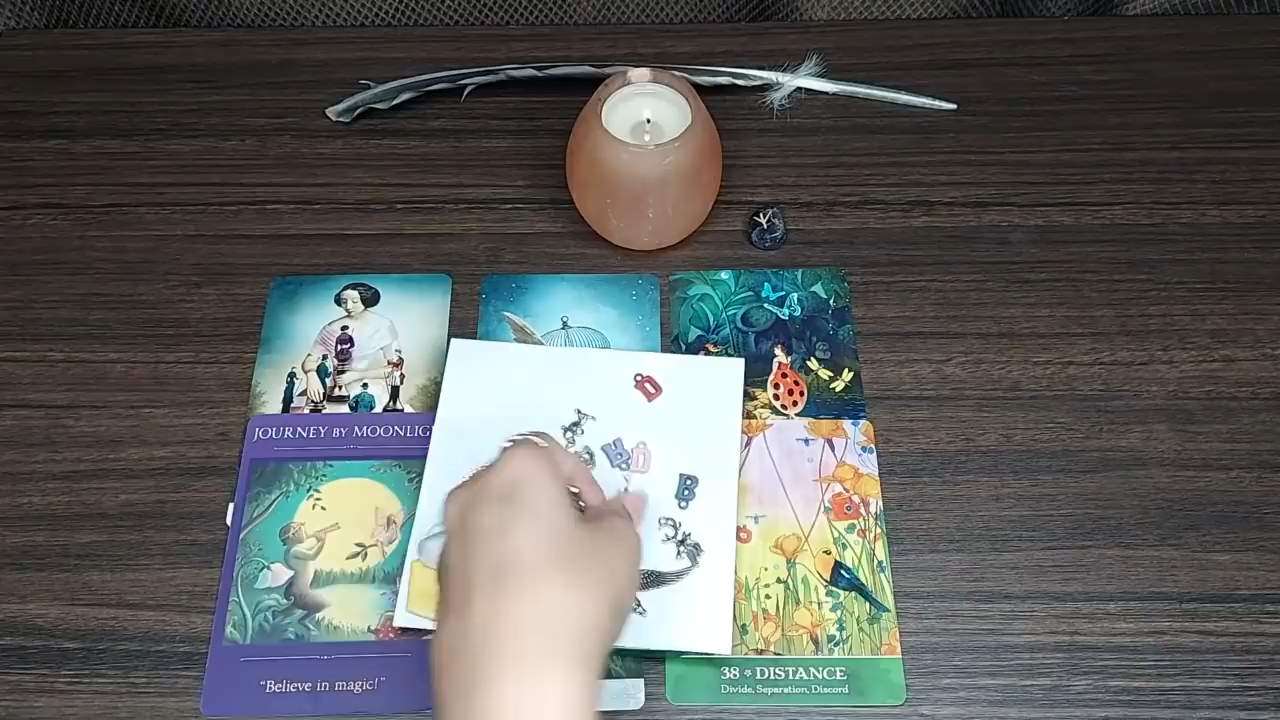 JOURNEY BY MOONLIG
"Believe in magic!"
38 * DISTANCE
Divide, Separation, Discord
D
B